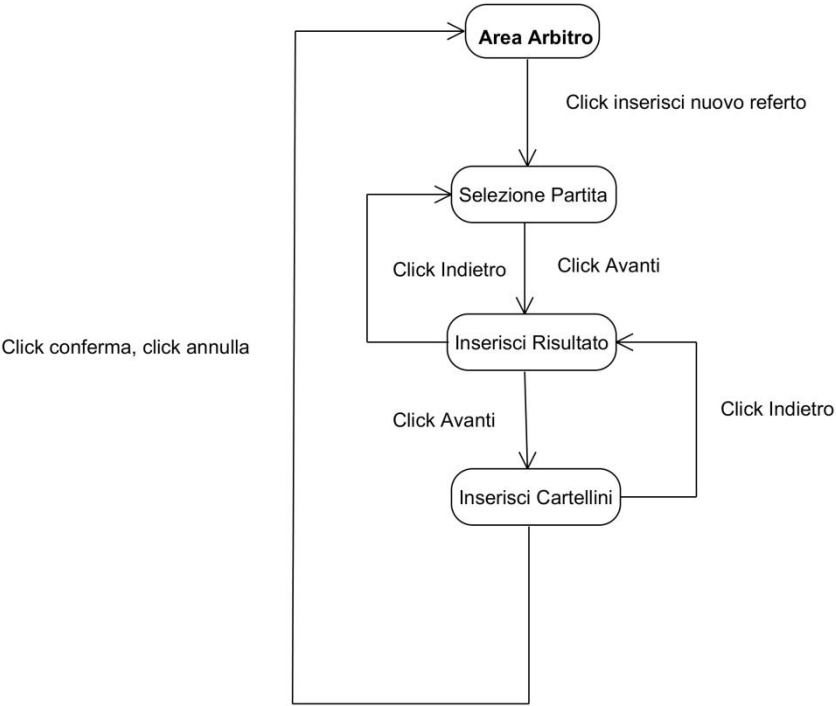 Area Arbitro
Click inserisci nuovo referto
Selezione Partita
Click Indietro
Click Avanti
Inserisci Risultato
Click conferma, click annulla
Click Avanti
Click Indietro
Inserisci Cartellini